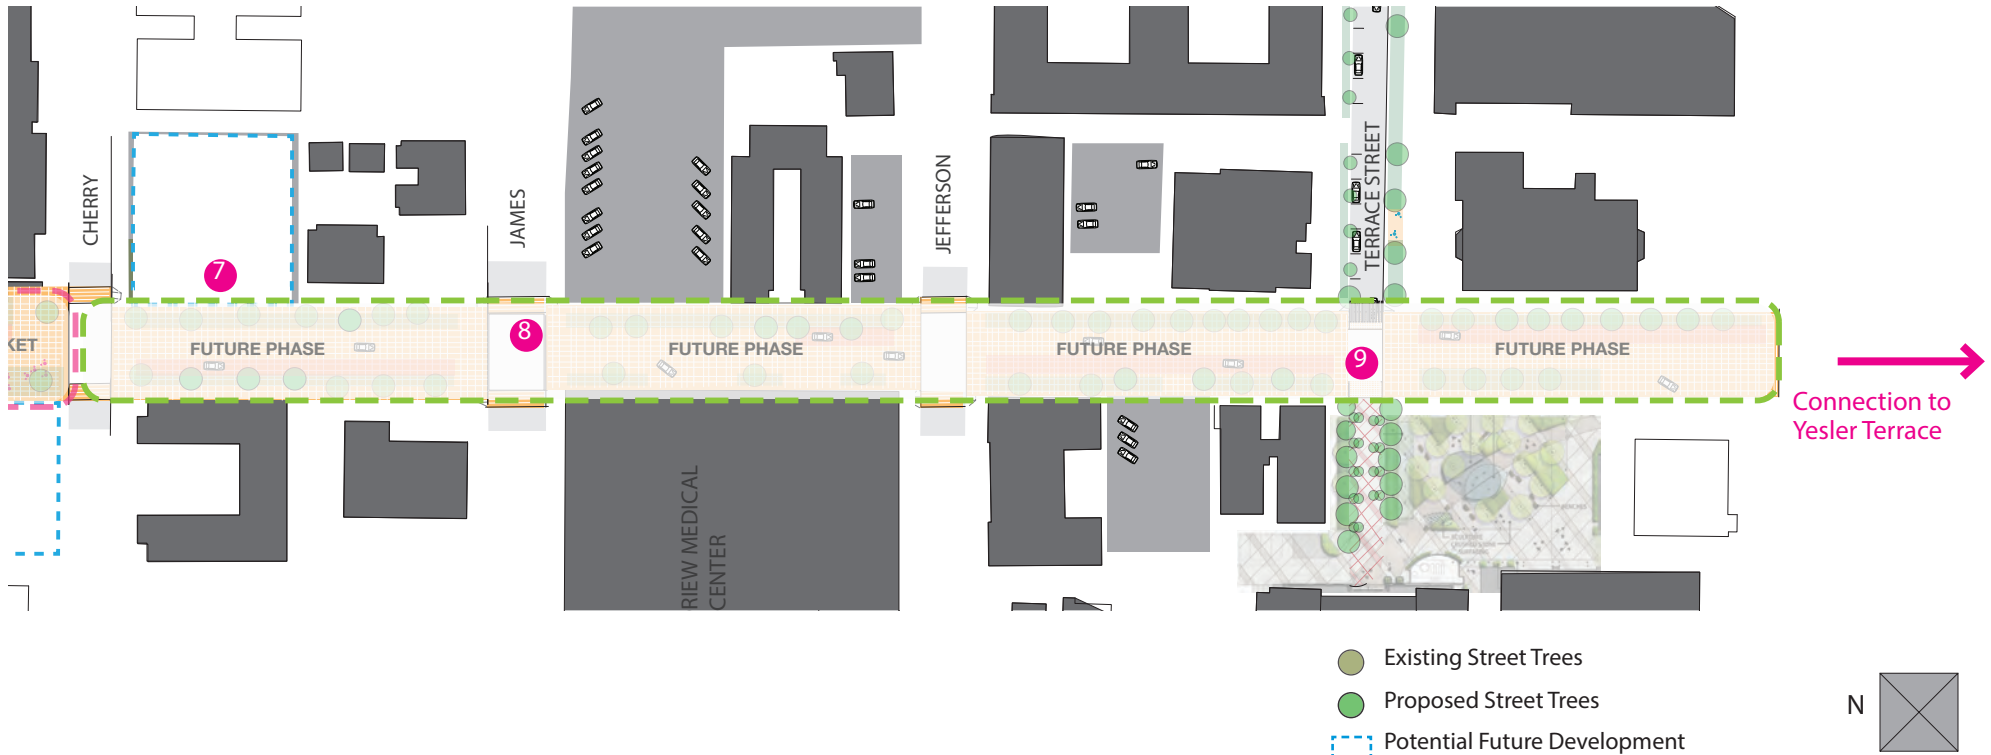 CHERRY
JAMES
JEFFERSON
TERRACE STREET
7
8
9
KET
FUTURE PHASE
FUTURE PHASE
FUTURE PHASE
FUTURE PHASE
Connection to
Yesler Terrace
RIEW MEDICAL
CENTER
Existing Street Trees
Proposed Street Trees
Potential Future Development
N